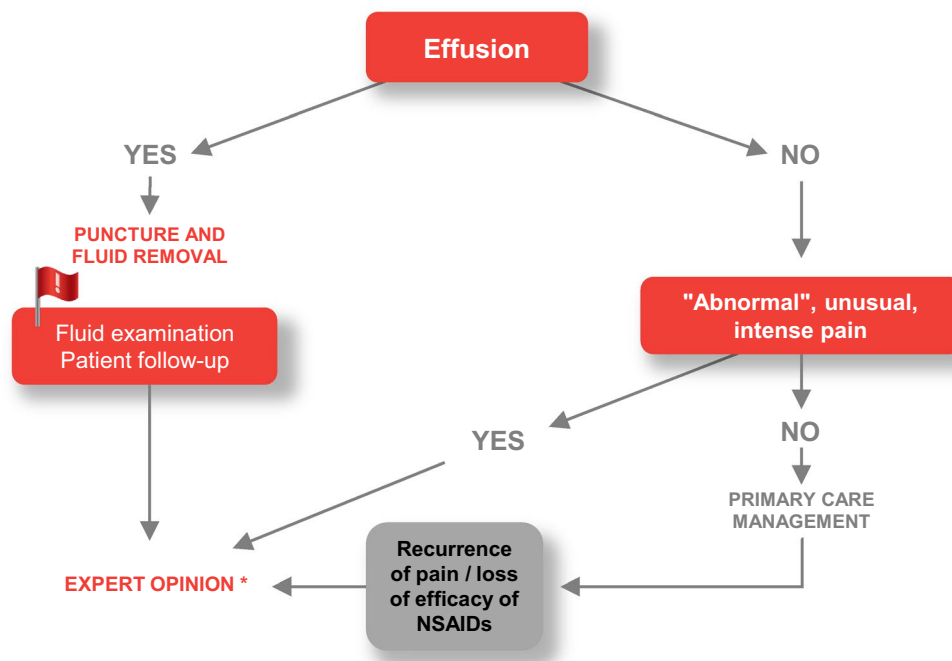 Effusion
YES
NO
PUNCTURE AND
FLUID REMOVAL
!
Fluid examination
Patient follow-up
"Abnormal", unusual,
intense pain
YES
NO
PRIMARY CARE
MANAGEMENT
Recurrence
of pain / loss
of efficacy of
NSAIDs
EXPERT OPINION *